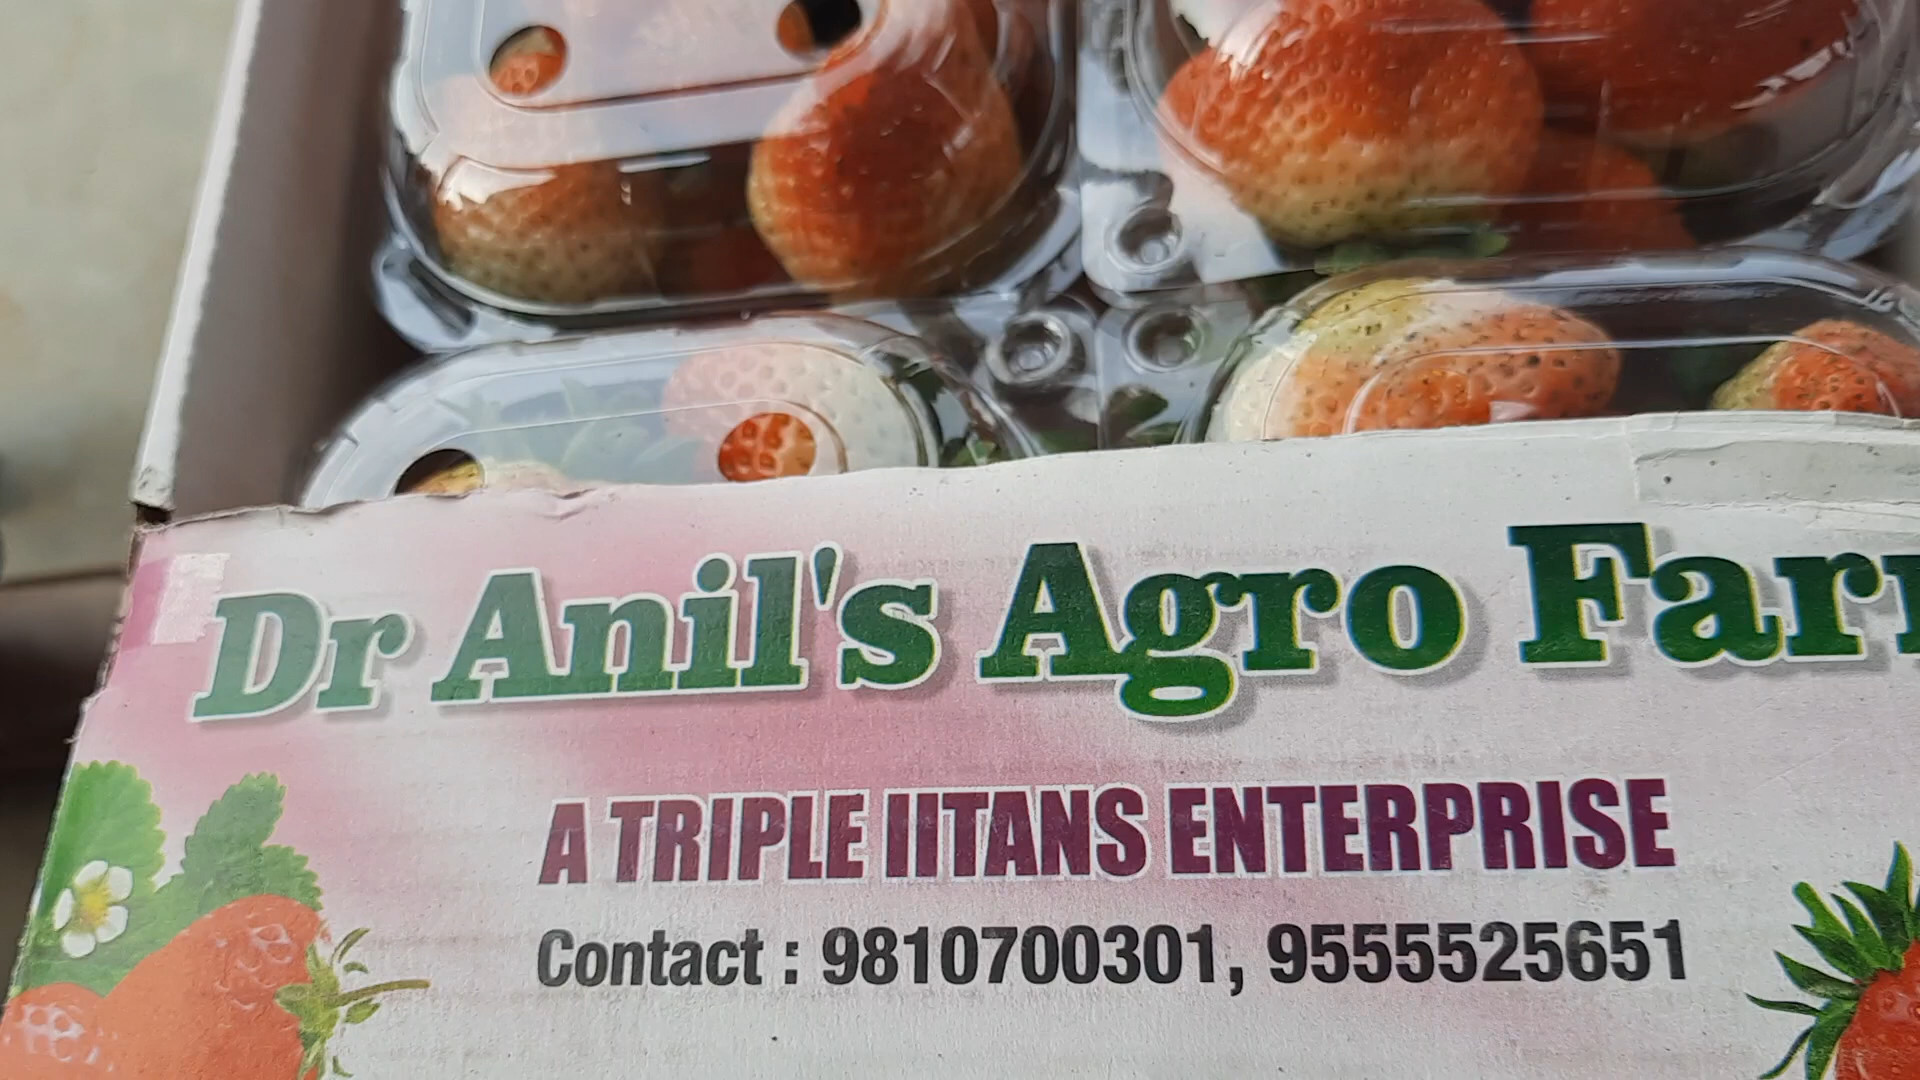 Dr Anil's Agro Far
A TRIPLE IITANS ENTERPRISE
Contact : 9810700301, 9555525651